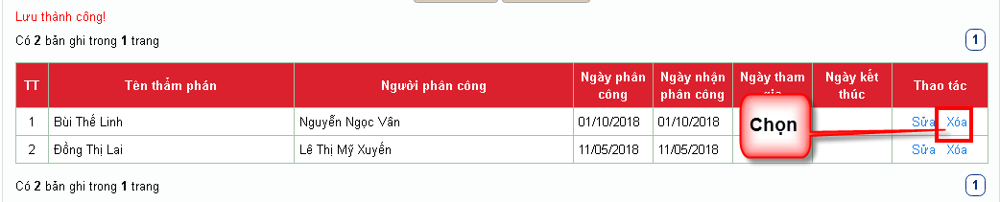 Lưu thành công!
Có 2 bản ghi trong 1 trang
1
TT Tên thẩm phán Người phân công Ngày phân công Ngày nhận phân công Ngày tham Ngày kết thúc Thao tác
1 Bùi Thế Linh Nguyễn Ngọc Vân 01/10/2018 01/10/2018 Sửa Xóa
Chọn
2 Đồng Thị Lai Lê Thị Mỹ Xuyến 11/05/2018 11/05/2018 Sửa Xóa
Có 2 bản ghi trong 1 trang
1